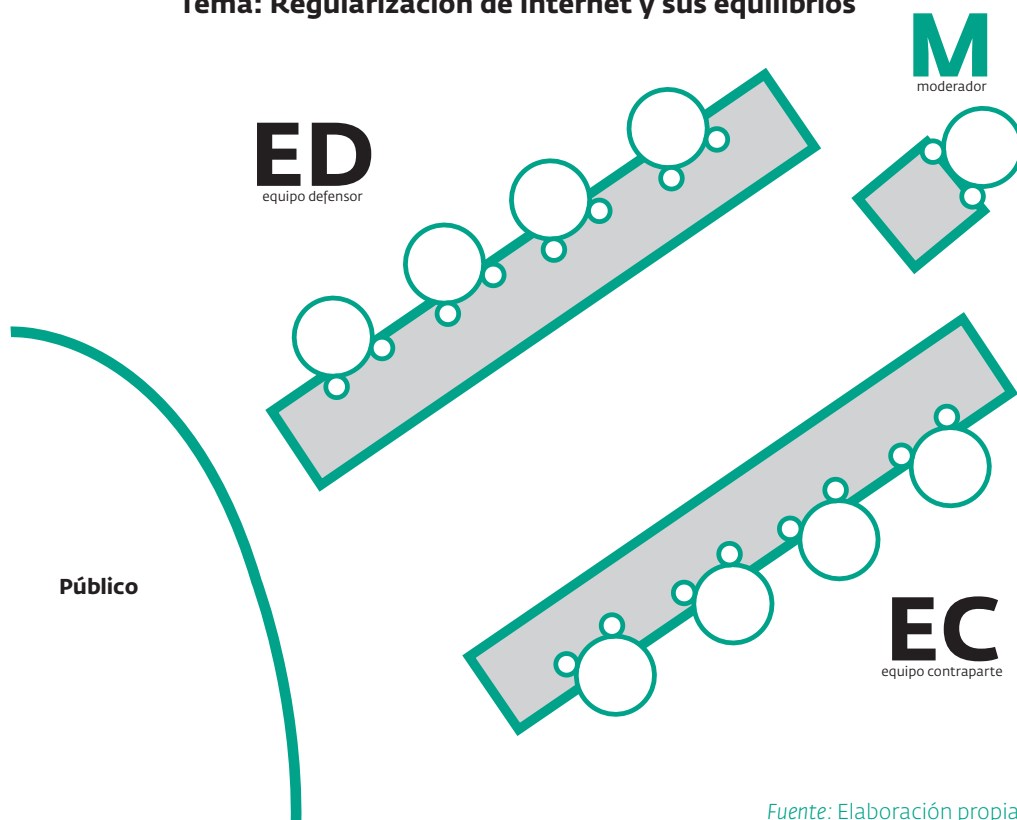 Tema: Regularización de internet y sus equilibrios
M
moderador
ED
equipo defensor
Público
EC
equipo contraparte
Fuente: Elaboración propia